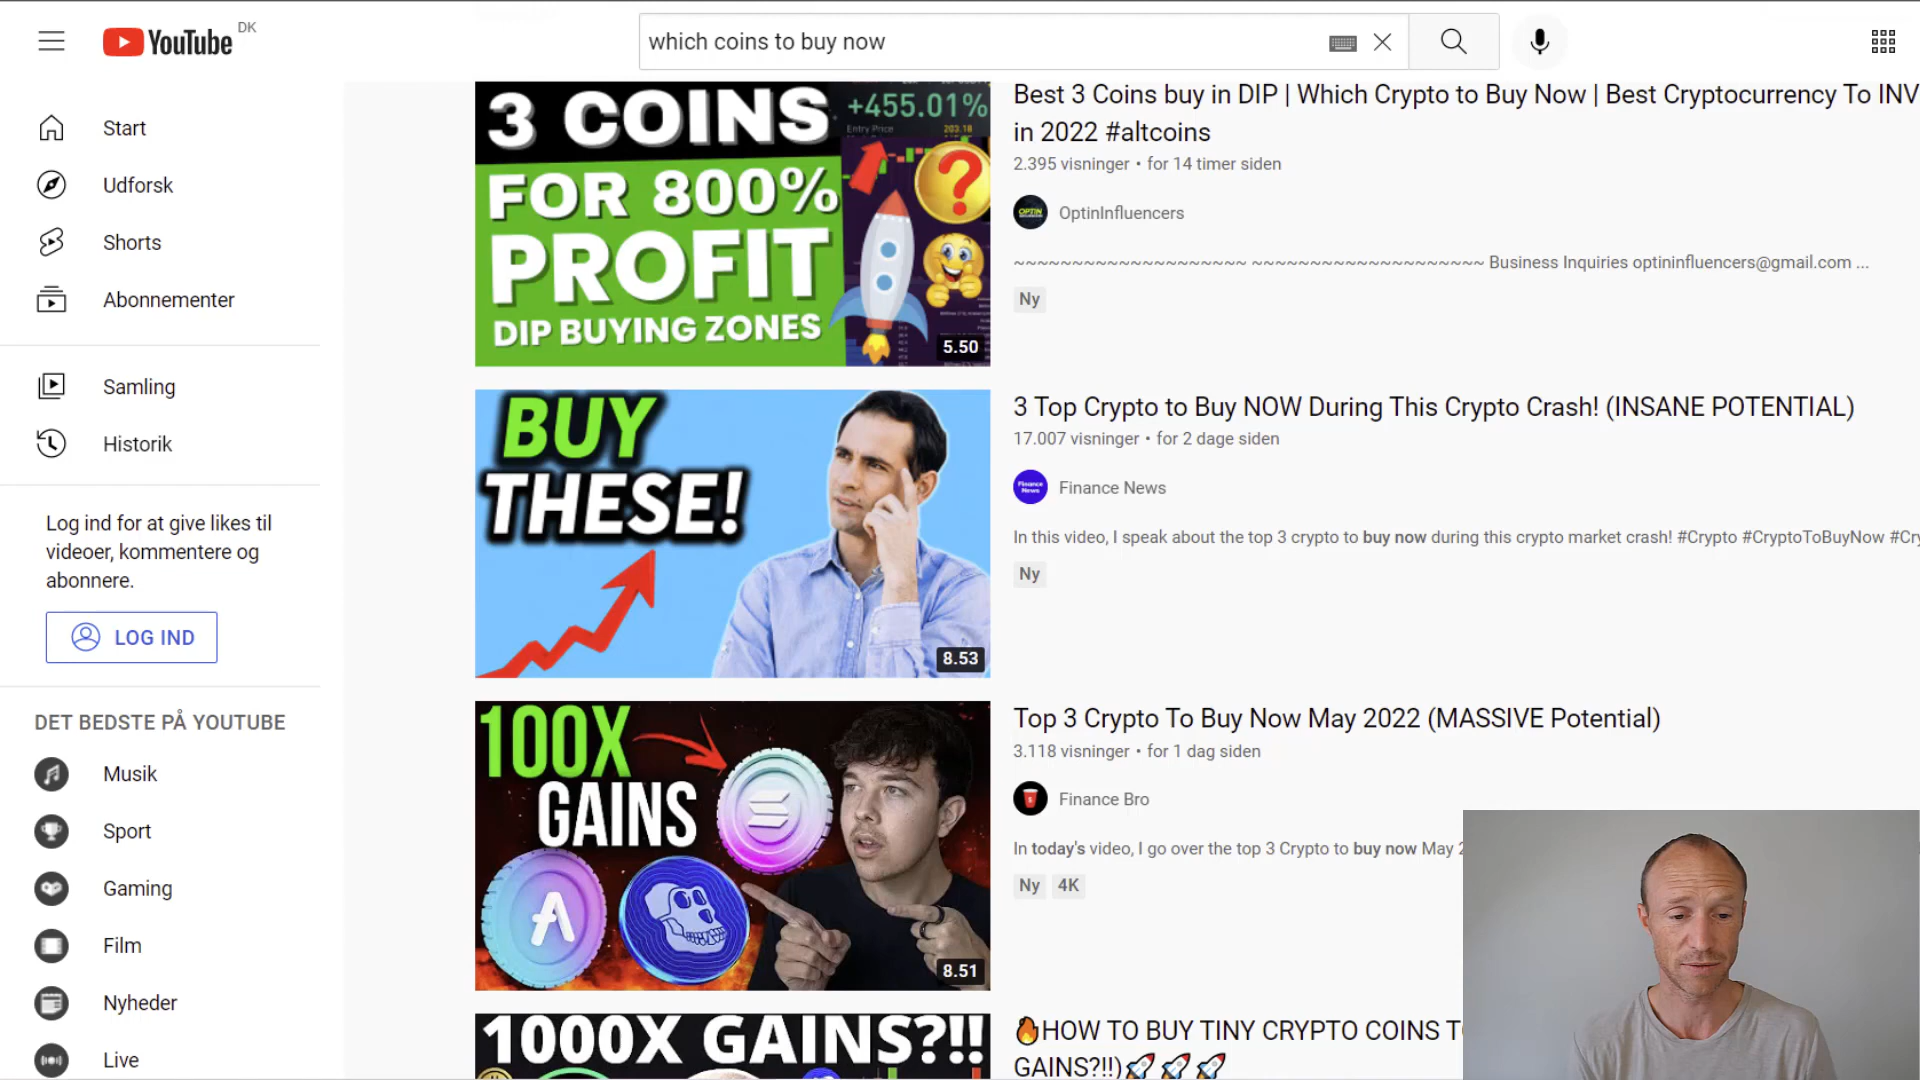 YouTube DK
which coins to buy now
Start
Udforsk
Shorts
Abonnementer
Samling
Historik
Log ind for at give likes til
videoer, kommentere og
abonnere.
LOG IND
DET BEDSTE PÅ YOUTUBE
Musik
Sport
Gaming
Film
Nyheder
Live
3 COINS
+455.01%
Entry Price
203.18
FOR 800%
PROFIT
DIP BUYING ZONES
5.50
Best 3 Coins buy in DIP | Which Crypto to Buy Now | Best Cryptocurrency To INV
in 2022 #altcoins
2.395 visninger • for 14 timer siden
OPTIN
OptinInfluencers
~~~~~~~~~~~~~~~~~~~~ ~~~~~~~~~~~~~~~~~~~~ Business Inquiries optininfluencers@gmail.com ...
Ny
BUY
THESE!
8.53
3 Top Crypto to Buy NOW During This Crypto Crash! (INSANE POTENTIAL)
17.007 visninger • for 2 dage siden
Finance
News
Finance News
In this video, I speak about the top 3 crypto to buy now during this crypto market crash! #Crypto #CryptoToBuyNow #Cry
Ny
100X
GAINS
8.51
Top 3 Crypto To Buy Now May 2022 (MASSIVE Potential)
3.118 visninger • for 1 dag siden
Finance Bro
In today's video, I go over the top 3 Crypto to buy now May 2
Ny 4K
1000X GAINS?!!
🔥HOW TO BUY TINY CRYPTO COINS T
GAINS?!!)🚀🚀🚀